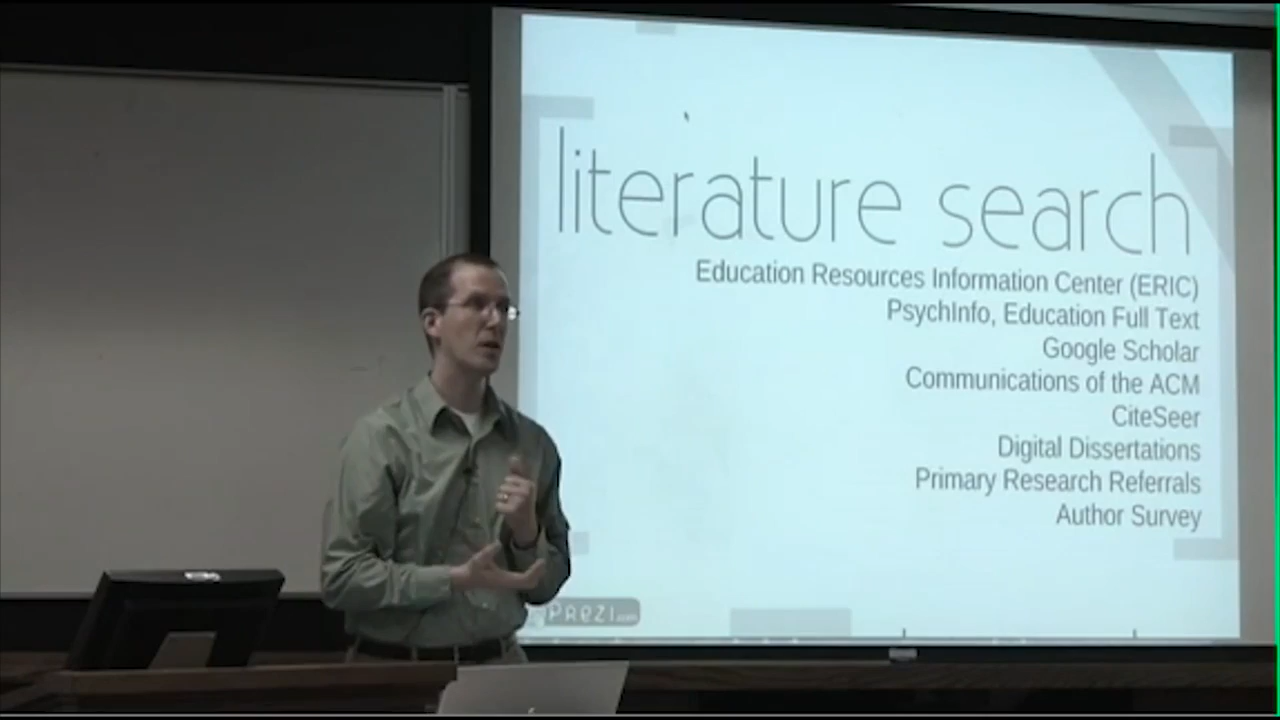 literature search
Education Resources Information Center (ERIC)
PsychInfo, Education Full Text
Google Scholar
Communications of the ACM
CiteSeer
Digital Dissertations
Primary Research Referrals
Author Survey
PREZI.com